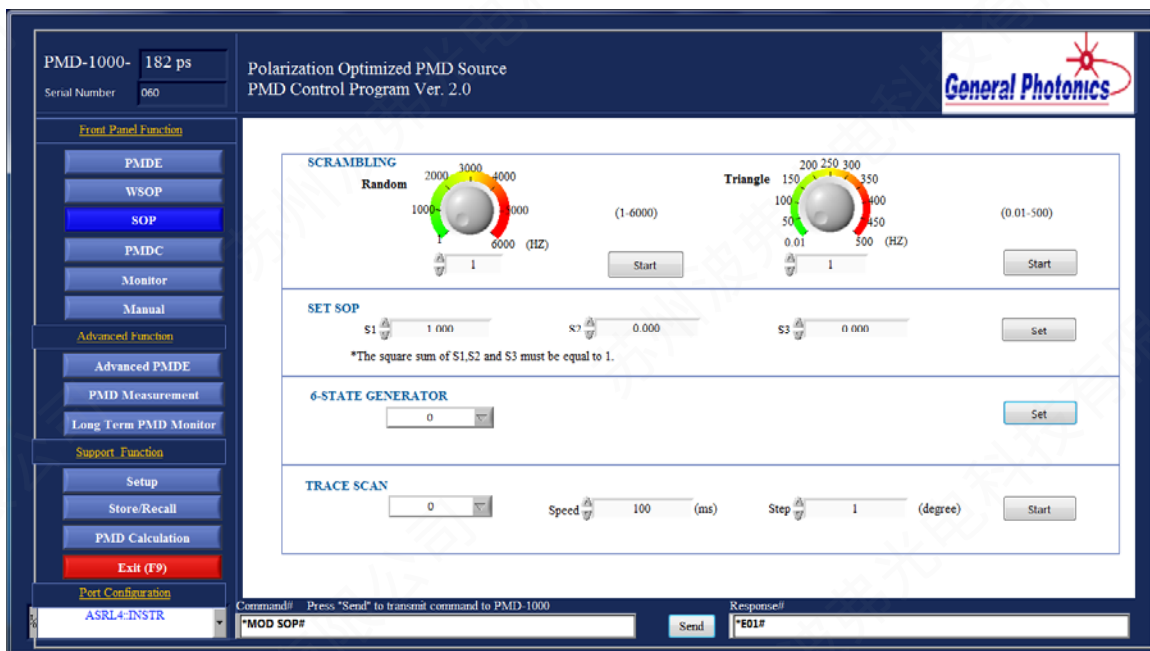 PMD-1000- 182 ps
Serial Number 060
Polarization Optimized PMD Source
PMD Control Program Ver. 2.0
General Photonics
Front Panel Function
PMDE
WSOP
SOP
PMDC
Monitor
Manual
Advanced Function
Advanced PMDE
PMD Measurement
Long Term PMD Monitor
Support Function
Setup
Store/Recall
PMD Calculation
Exit (F9)
Port Configuration
ASRL4::INSTR
SCRAMBLING
Random
1 1000 2000 3000 4000 5000 6000 (HZ)
1
(1-6000)
Start
Triangle
0.01 50 100 150 200 250 300 350 400 450 500 (HZ)
1
(0.01-500)
Start
SET SOP
S1 1.000 S2 0.000 S3 0.000 Set
*The square sum of S1,S2 and S3 must be equal to 1.
6-STATE GENERATOR
0 Set
TRACE SCAN
0 Speed 100 (ms) Step 1 (degree) Start
Command# Press "Send" to transmit command to PMD-1000 Response#
*MOD SOP# Send *E01#